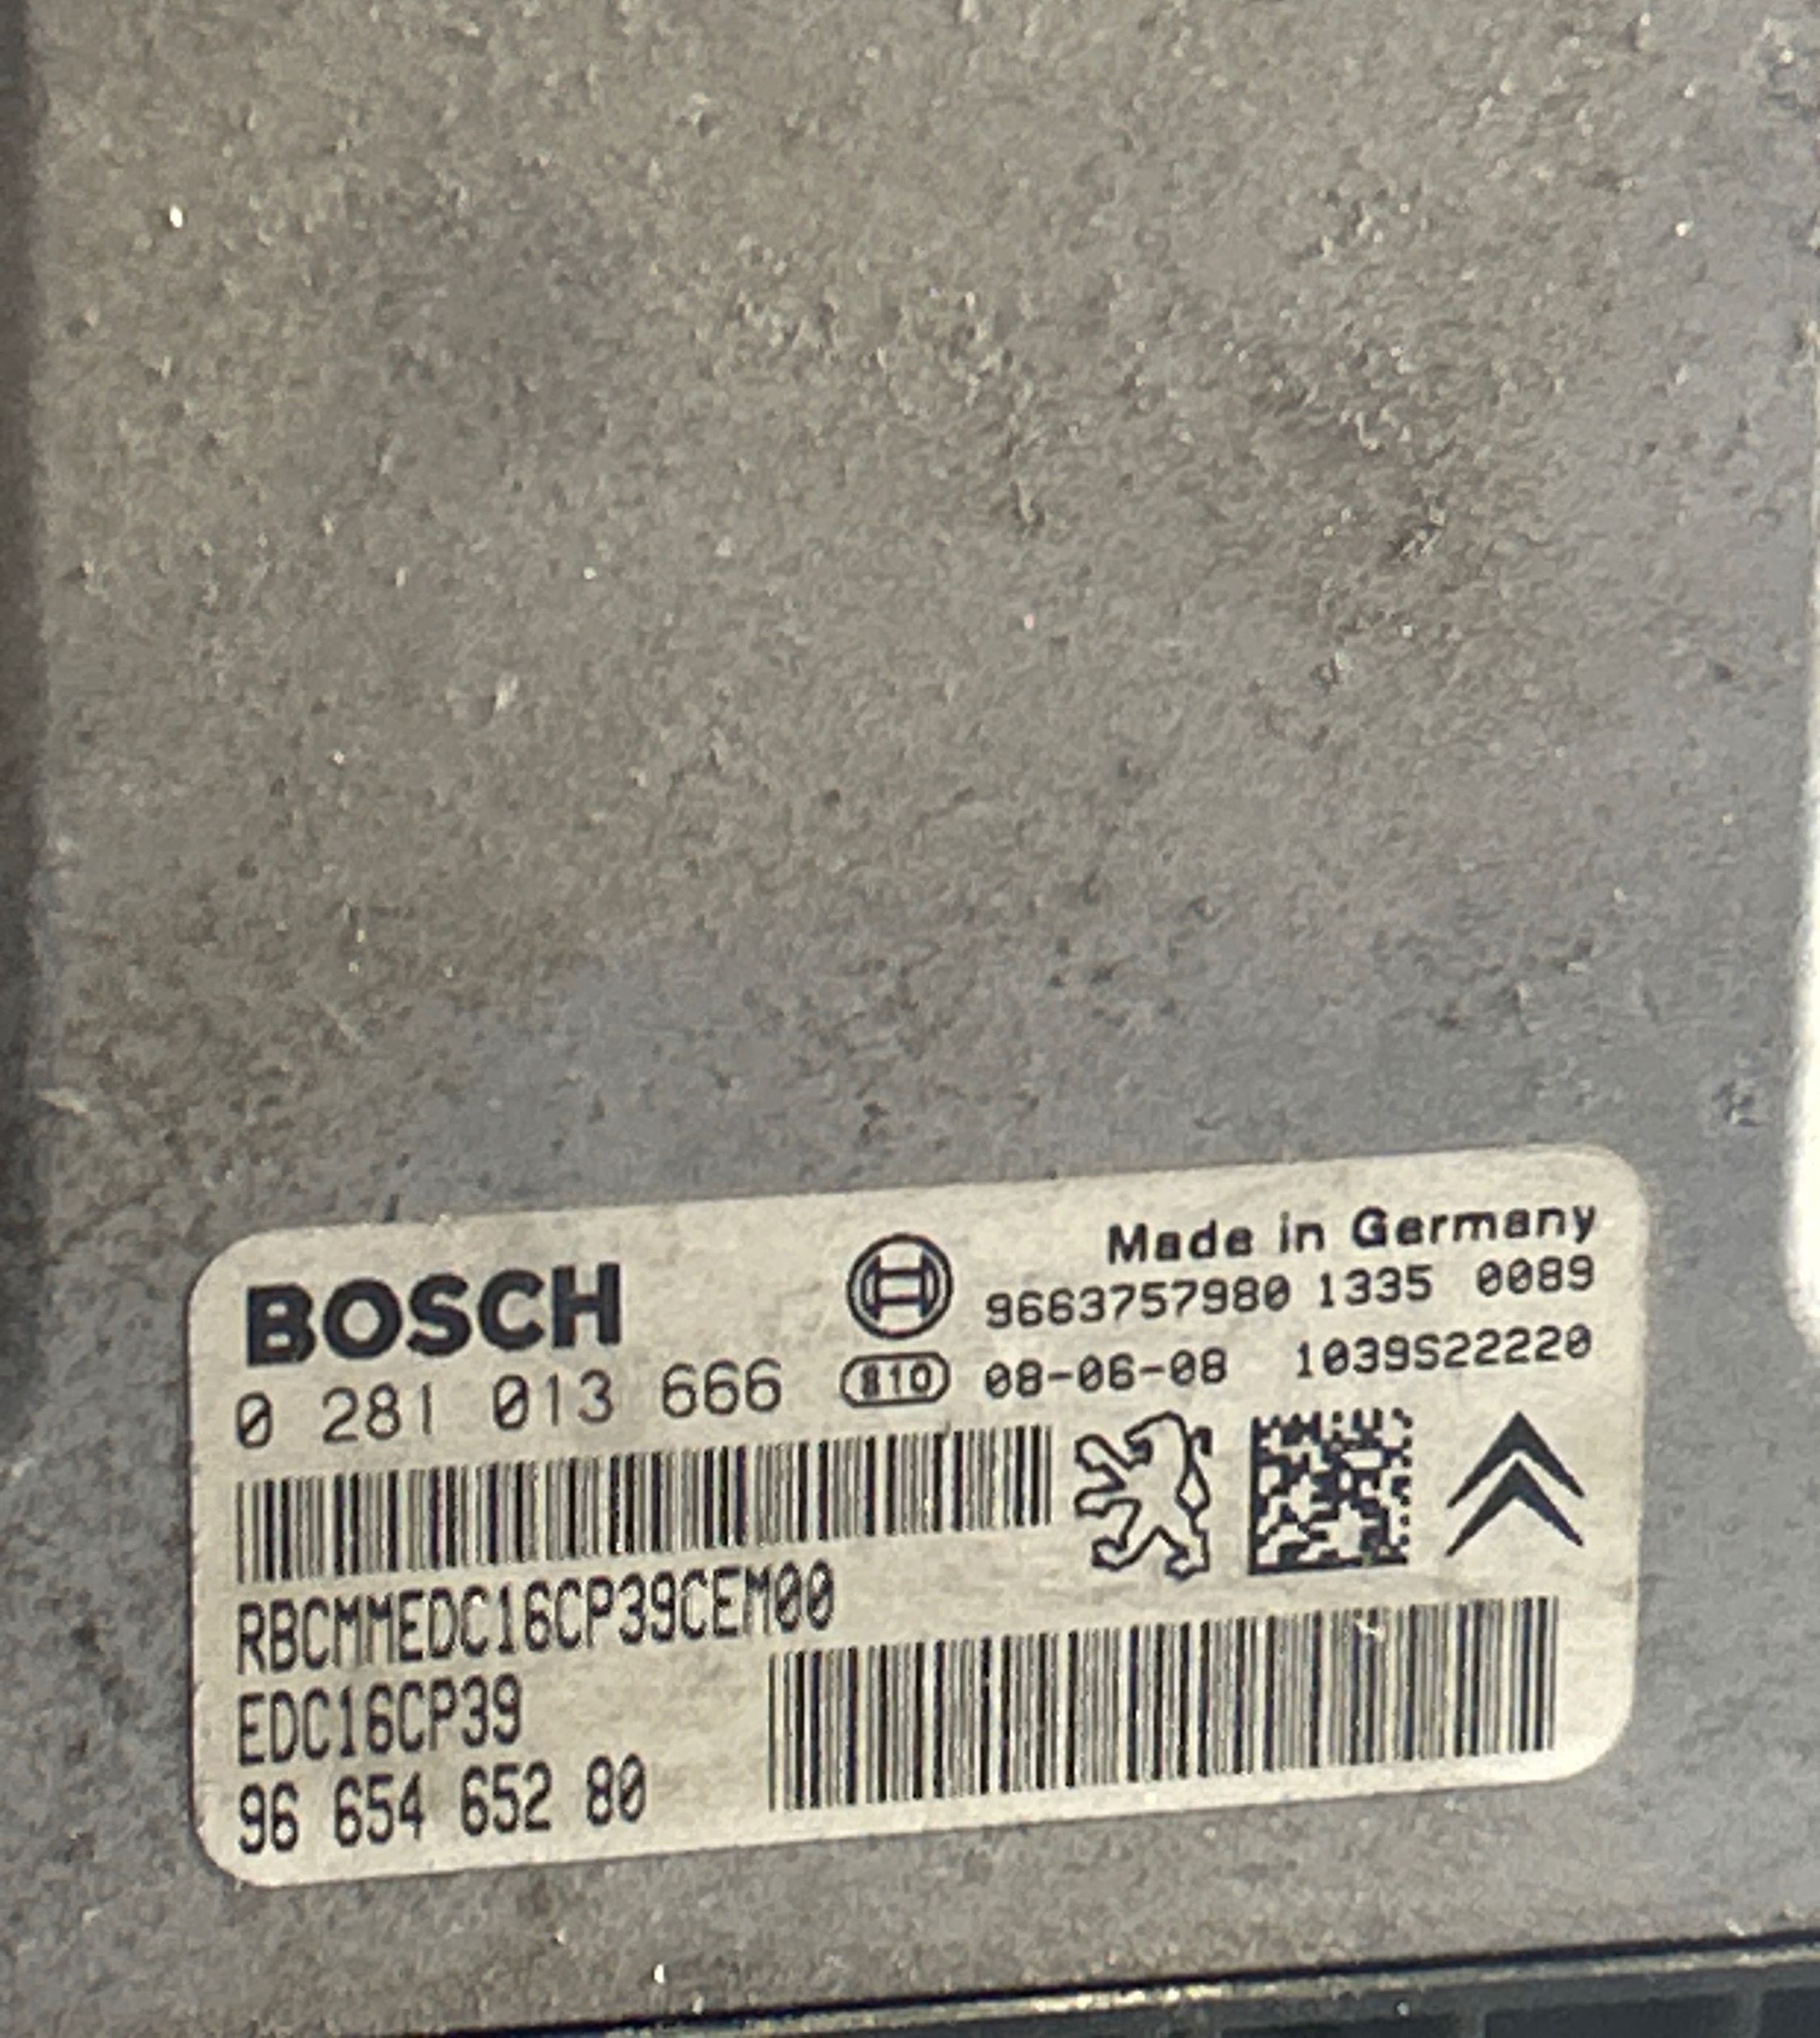 BOSCH
Made in Germany
9663757980 1335 0089
0 281 013 666
810 08-06-08 1039S22220
RBCMMEDC16CP39CEM00
EDC16CP39
96 654 652 80